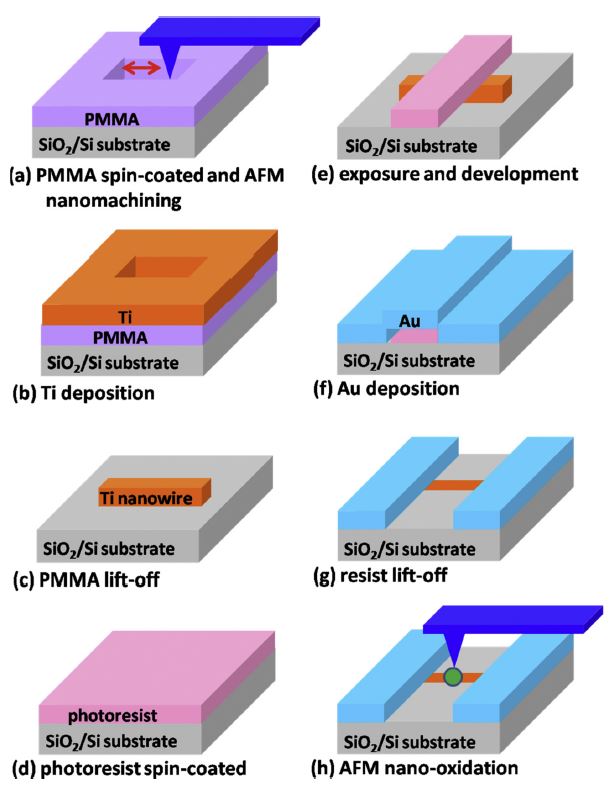 PMMA
SiO₂/Si substrate
(a) PMMA spin-coated and AFM
nanomachining
Ti
PMMA
SiO₂/Si substrate
(b) Ti deposition
Ti nanowire
SiO₂/Si substrate
(c) PMMA lift-off
photoresist
SiO₂/Si substrate
(d) photoresist spin-coated
SiO₂/Si substrate
(e) exposure and development
Au
SiO₂/Si substrate
(f) Au deposition
SiO₂/Si substrate
(g) resist lift-off
SiO₂/Si substrate
(h) AFM nano-oxidation